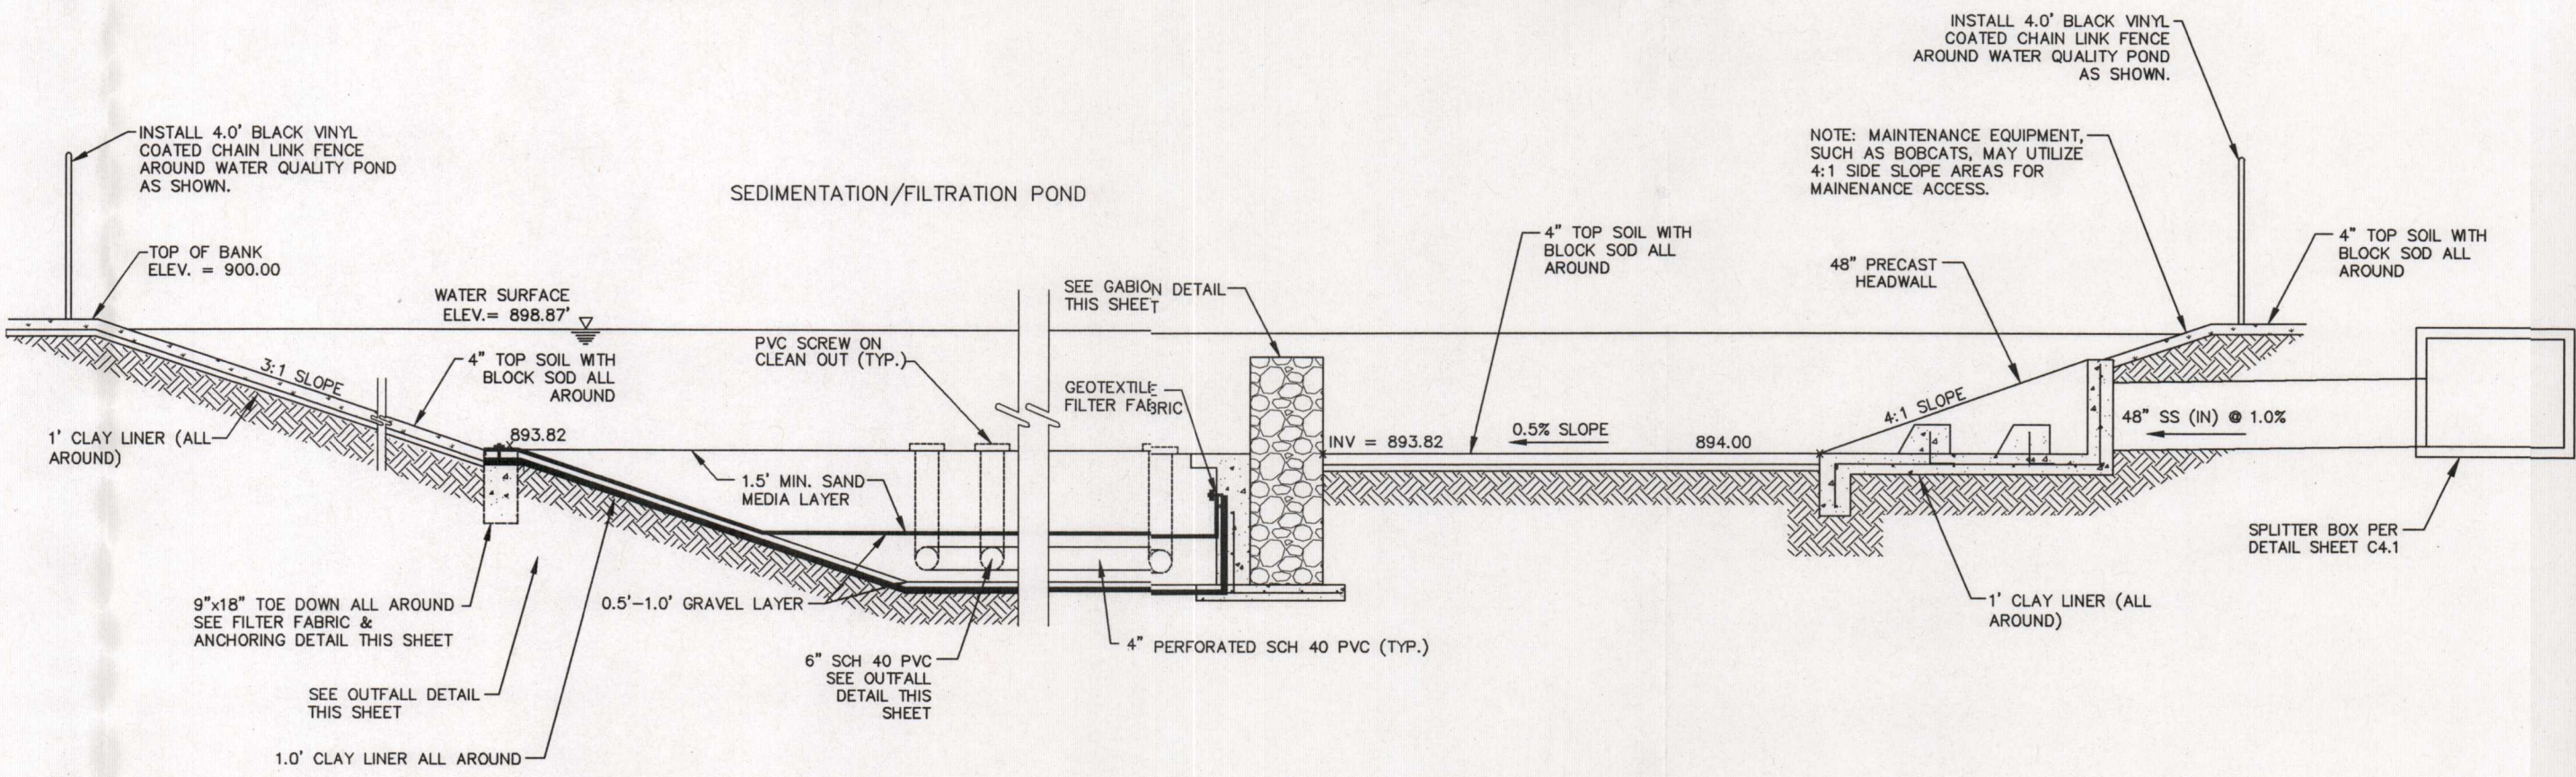 INSTALL 4.0' BLACK VINYL
COATED CHAIN LINK FENCE
AROUND WATER QUALITY POND
AS SHOWN.
INSTALL 4.0' BLACK VINYL
COATED CHAIN LINK FENCE
AROUND WATER QUALITY POND
AS SHOWN.
NOTE: MAINTENANCE EQUIPMENT,
SUCH AS BOBCATS, MAY UTILIZE
4:1 SIDE SLOPE AREAS FOR
MAINENANCE ACCESS.
SEDIMENTATION/FILTRATION POND
TOP OF BANK
ELEV. = 900.00
WATER SURFACE
ELEV.= 898.87'
SEE GABION DETAIL
THIS SHEET
4" TOP SOIL WITH
BLOCK SOD ALL
AROUND
48" PRECAST
HEADWALL
4" TOP SOIL WITH
BLOCK SOD ALL
AROUND
3:1 SLOPE
4" TOP SOIL WITH
BLOCK SOD ALL
AROUND
PVC SCREW ON
CLEAN OUT (TYP.)
GEOTEXTILE
FILTER FABRIC
4:1 SLOPE
48" SS (IN) @ 1.0%
1' CLAY LINER (ALL
AROUND)
893.82
INV = 893.82
0.5% SLOPE
894.00
1.5' MIN. SAND
MEDIA LAYER
SPLITTER BOX PER
DETAIL SHEET C4.1
9"x18" TOE DOWN ALL AROUND
SEE FILTER FABRIC &
ANCHORING DETAIL THIS SHEET
0.5'-1.0' GRAVEL LAYER
1' CLAY LINER (ALL
AROUND)
6" SCH 40 PVC
SEE OUTFALL
DETAIL THIS
SHEET
4" PERFORATED SCH 40 PVC (TYP.)
SEE OUTFALL DETAIL
THIS SHEET
1.0' CLAY LINER ALL AROUND